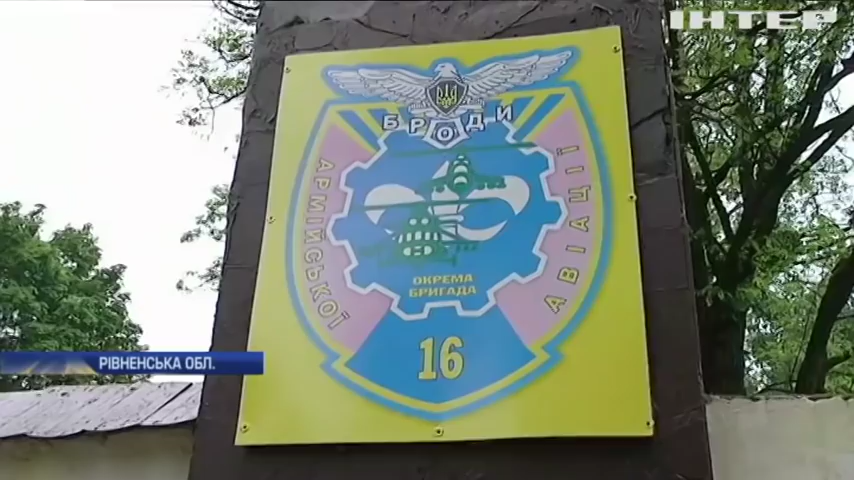 ІНТЕР
БРОДИ
АРМІЙСЬКОЇ
АВІАЦІЇ
ОКРЕМА
БРИГАДА
16
РІВНЕНСЬКА ОБЛ.